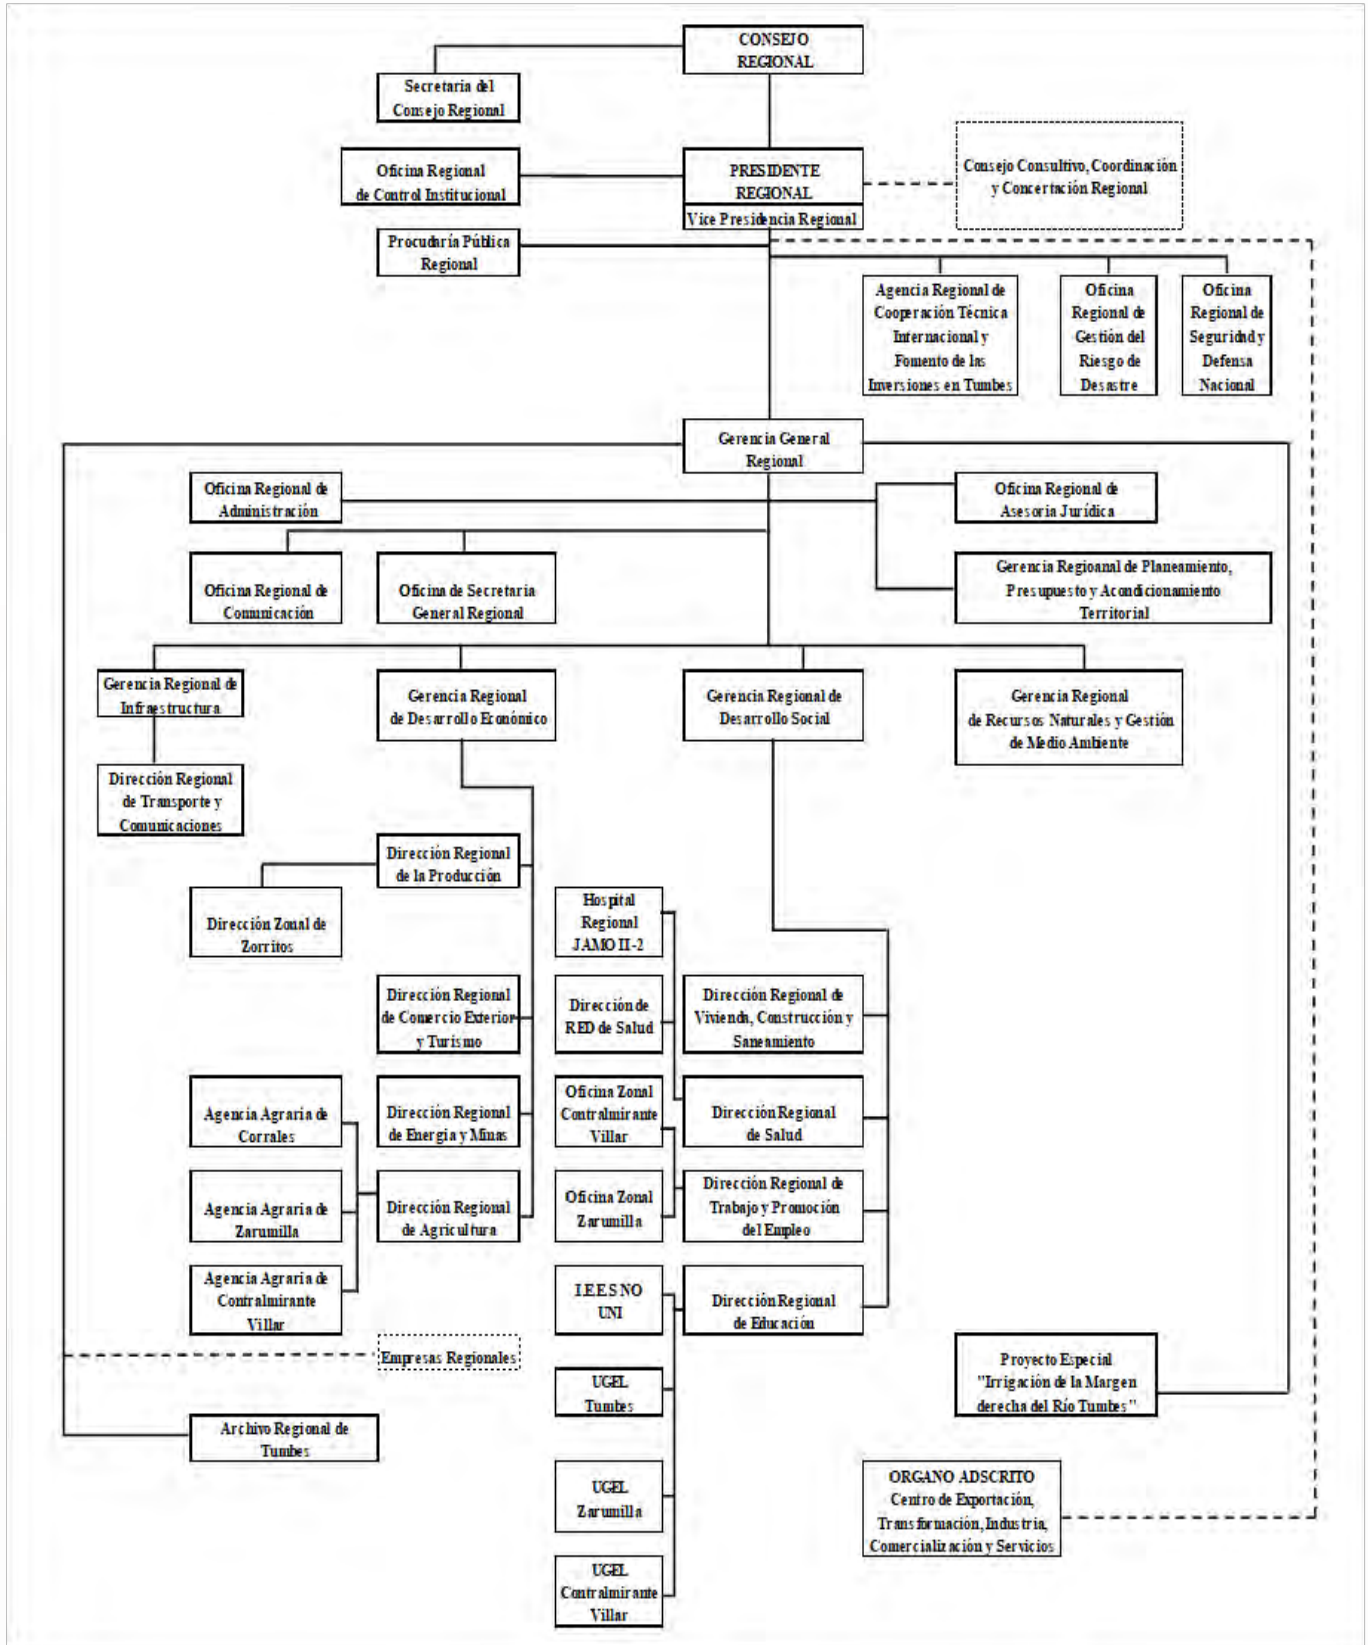 CONSEJO
REGIONAL
Secretaria del
Consejo Regional
Oficina Regional
de Control Institucional
PRESIDENTE
REGIONAL
Vice Presidencia Regional
Consejo Consultivo, Coordinación
y Concertación Regional
Procudaría Pública
Regional
Agencia Regional de
Cooperación Técnica
Internacional y
Fomento de las
Inversiones en Tumbes
Oficina
Regional de
Gestión del
Riesgo de
Desastre
Oficina
Regional de
Seguridad y
Defensa
Nacional
Gerencia General
Regional
Oficina Regional de
Administración
Oficina Regional de
Asesoria Jurídica
Oficina Regional de
Comunicación
Oficina de Secretaria
General Regional
Gerencia Regioanal de Planeamiento,
Presupuesto y Acondicionamiento
Territorial
Gerencia Regional de
Infraestructura
Gerencia Regional
de Desarrollo Económico
Gerencia Regional de
Desarrollo Social
Gerencia Regional
de Recursos Naturales y Gestión
de Medio Ambiente
Dirección Regional
de Transporte y
Comunicaciones
Dirección Regional
de la Producción
Dirección Zonal de
Zorritos
Hospital
Regional
JAMO II-2
Dirección Regional
de Comercio Exterior
y Turismo
Dirección de
RED de Salud
Dirección Regional de
Vivienda, Construcción y
Saneamiento
Agencia Agraria de
Corrales
Dirección Regional
de Energia y Minas
Oficina Zonal
Contralmirante
Villar
Dirección Regional
de Salud
Agencia Agraria de
Zarumilla
Dirección Regional
de Agricultura
Oficina Zonal
Zarumilla
Dirección Regional de
Trabajo y Promoción
del Empleo
Agencia Agraria de
Contralmirante
Villar
I.E.E.S NO
UNI
Dirección Regional
de Educación
Empresas Regionales
UGEL
Tumbes
Proyecto Especial
"Irrigación de la Margen
derecha del Río Tumbes"
Archivo Regional de
Tumbes
UGEL
Zarumilla
ORGANO ADSCRITO
Centro de Exportación,
Transformación, Industria,
Comercialización y Servicios
UGEL
Contralmirante
Villar